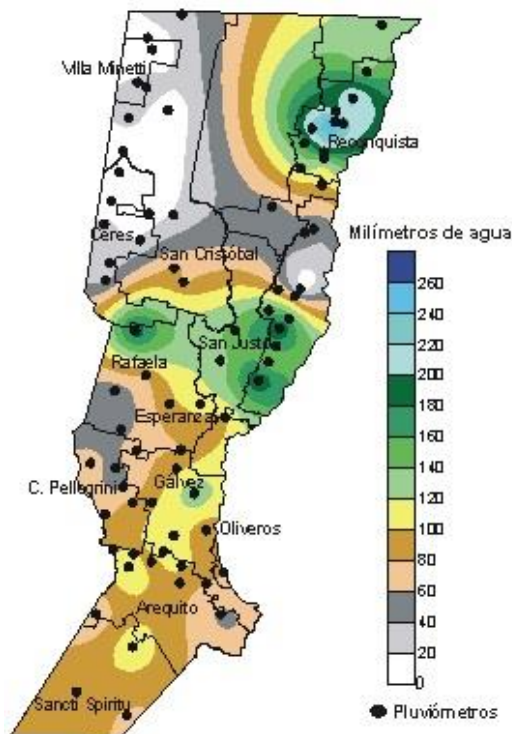 Villa Minetti
Reconquista
Ceres
Milímetros de agua
San Cristóbal
260
240
220
200
180
160
140
120
100
80
60
40
20
0
San Justo
Rafaela
Esperanza
C. Pellegrini
Gálvez
Oliveros
Arequito
Sancti Spiritu
Pluviómetros